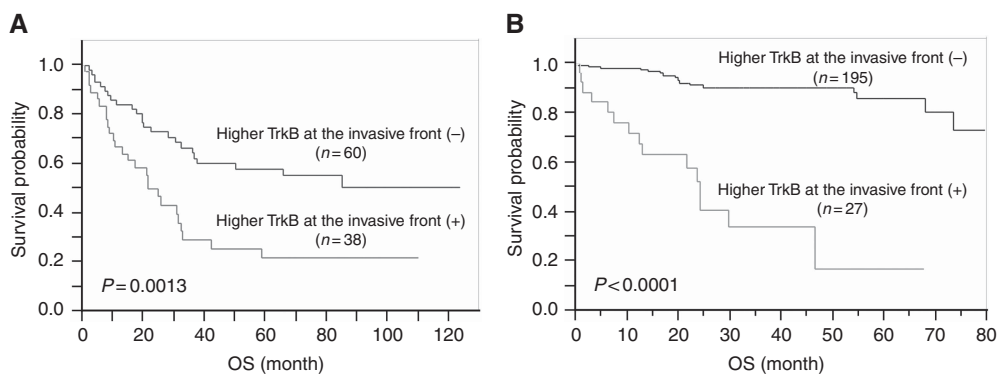 A
Survival probability
1.0
0.8
0.6
0.4
0.2
0.0
Higher TrkB at the invasive front (–)
(n=60)
Higher TrkB at the invasive front (+)
(n=38)
P=0.0013
0 20 40 60 80 100 120
OS (month)
B
Survival probability
1.0
0.8
0.6
0.4
0.2
0.0
Higher TrkB at the invasive front (–)
(n=195)
Higher TrkB at the invasive front (+)
(n=27)
P<0.0001
0 10 20 30 40 50 60 70 80
OS (month)